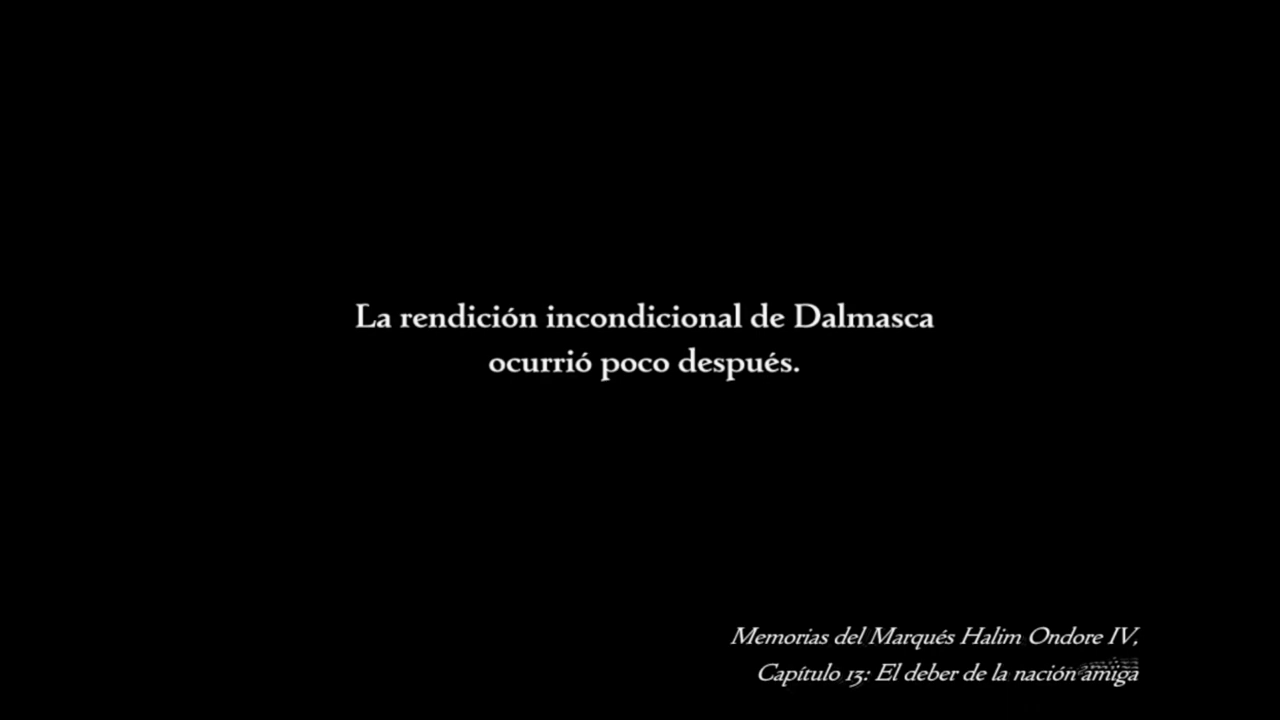 La rendición incondicional de Dalmasca
ocurrió poco después.
Memorias del Marqués Halim Ondore IV,
Capítulo 13: El deber de la nación amiga